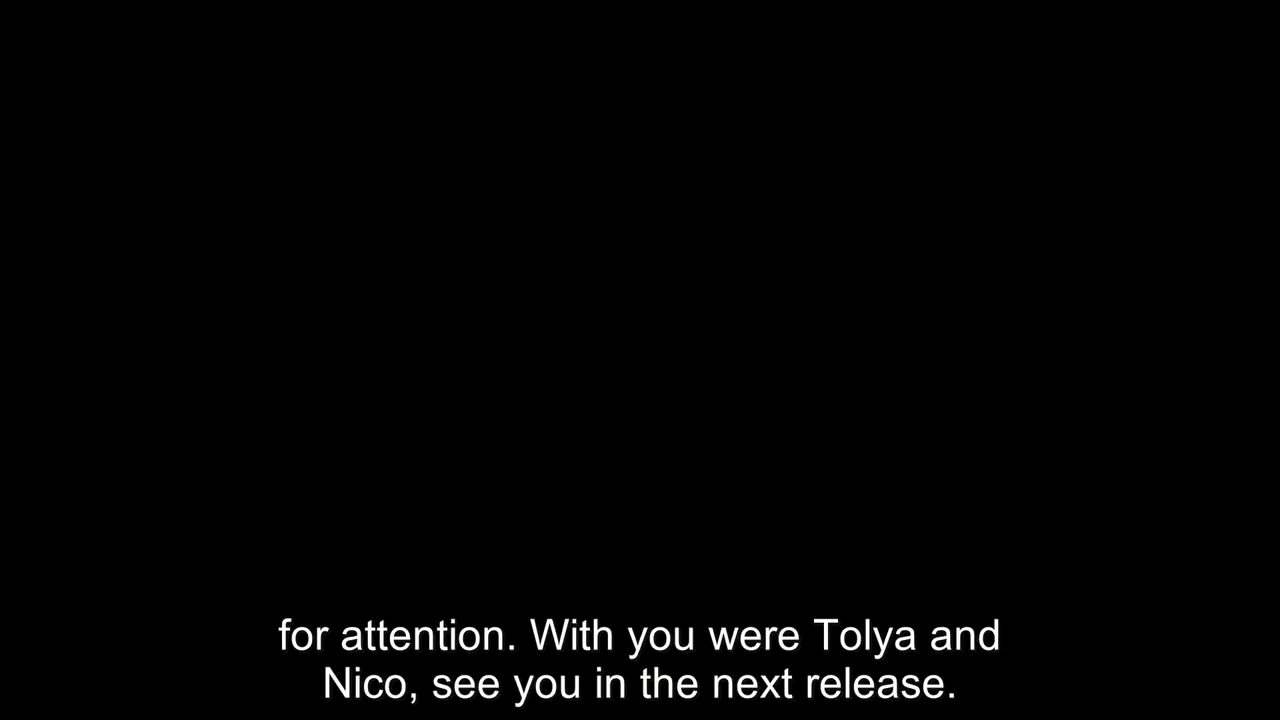 for attention. With you were Tolya and
Nico, see you in the next release.